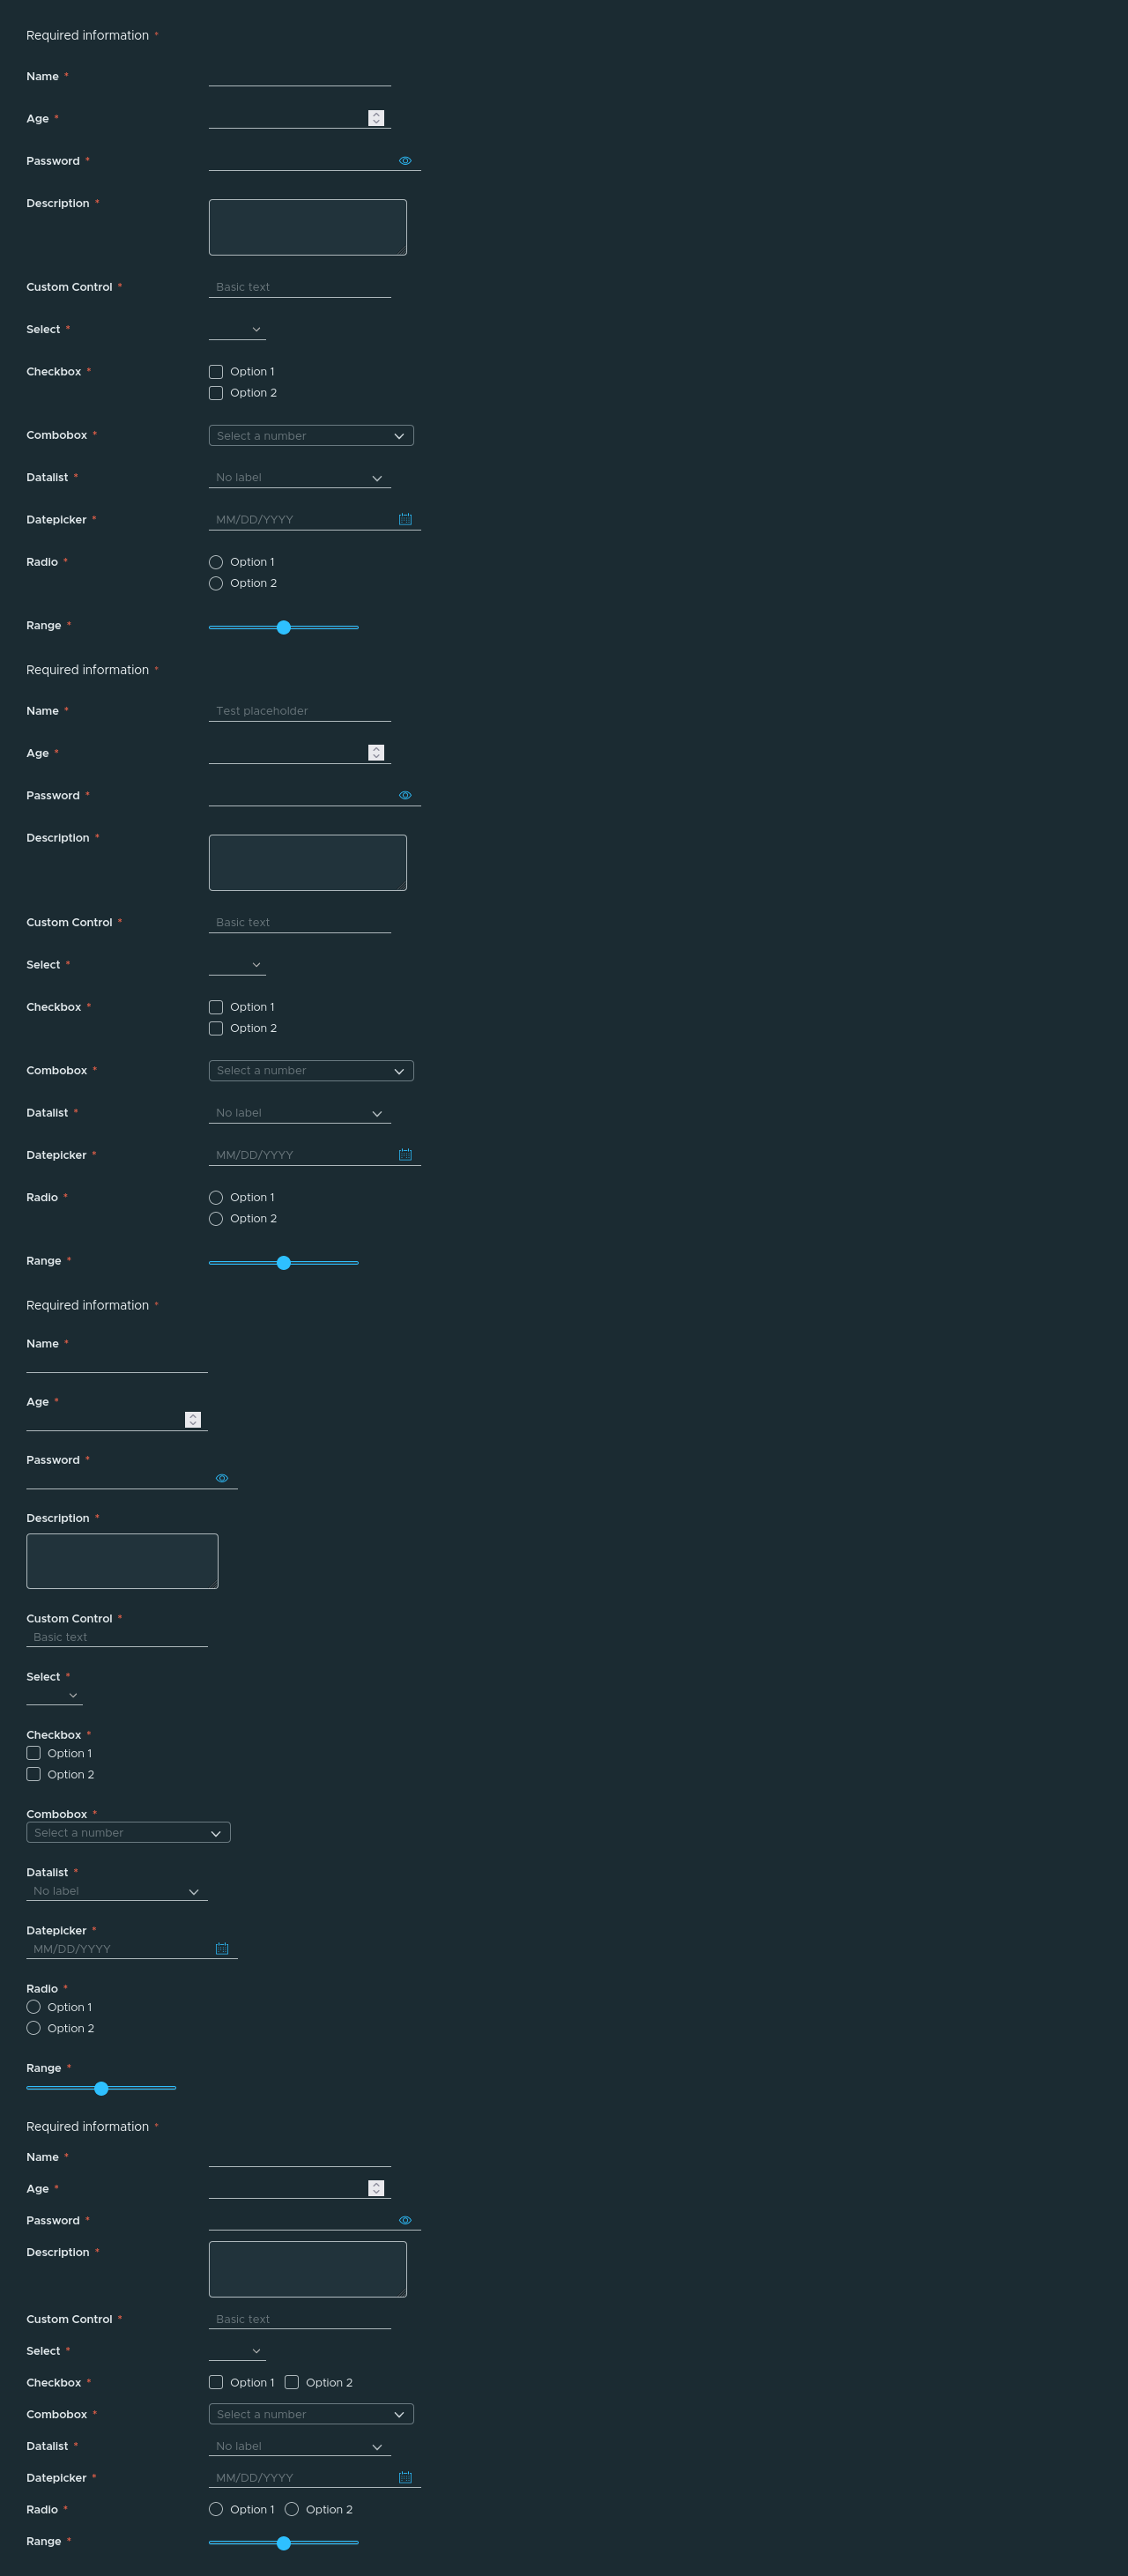 Required information *
Name *
Age *
Password *
Description *
Custom Control * Basic text
Select *
Checkbox * Option 1
Option 2
Combobox * Select a number
Datalist * No label
Datepicker * MM/DD/YYYY
Radio * Option 1
Option 2
Range *
Required information *
Name * Test placeholder
Age *
Password *
Description *
Custom Control * Basic text
Select *
Checkbox * Option 1
Option 2
Combobox * Select a number
Datalist * No label
Datepicker * MM/DD/YYYY
Radio * Option 1
Option 2
Range *
Required information *
Name *
Age *
Password *
Description *
Custom Control *
Basic text
Select *
Checkbox *
Option 1
Option 2
Combobox *
Select a number
Datalist *
No label
Datepicker *
MM/DD/YYYY
Radio *
Option 1
Option 2
Range *
Required information *
Name *
Age *
Password *
Description *
Custom Control * Basic text
Select *
Checkbox * Option 1 Option 2
Combobox * Select a number
Datalist * No label
Datepicker * MM/DD/YYYY
Radio * Option 1 Option 2
Range *